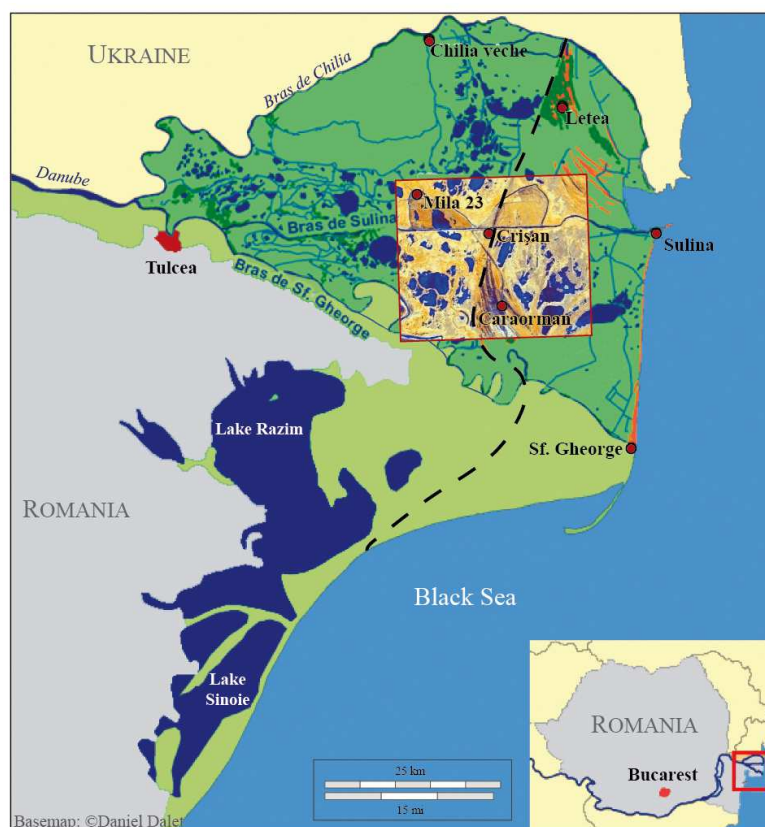 UKRAINE
Chilia veche
Bras de Chilia
Letea
Danube
Mila 23
Bras de Sulina
Crişan
Sulina
Tulcea
Bras de Sf. Gheorge
Caraorman
Lake Razim
Sf. Gheorge
ROMANIA
Black Sea
Lake
Sinoie
ROMANIA
25 km
Bucarest
15 mi
Basemap: ©Daniel Dalet